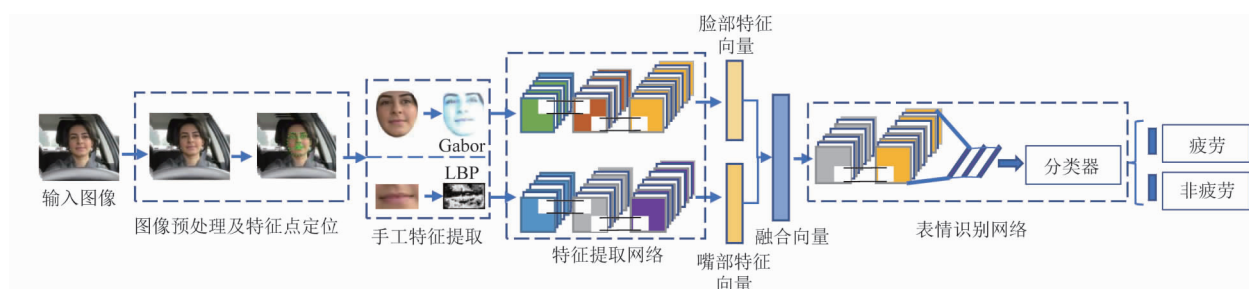 输入图像
图像预处理及特征点定位
Gabor
LBP
手工特征提取
特征提取网络
脸部特征
向量
嘴部特征
向量
融合向量
分类器
表情识别网络
疲劳
非疲劳